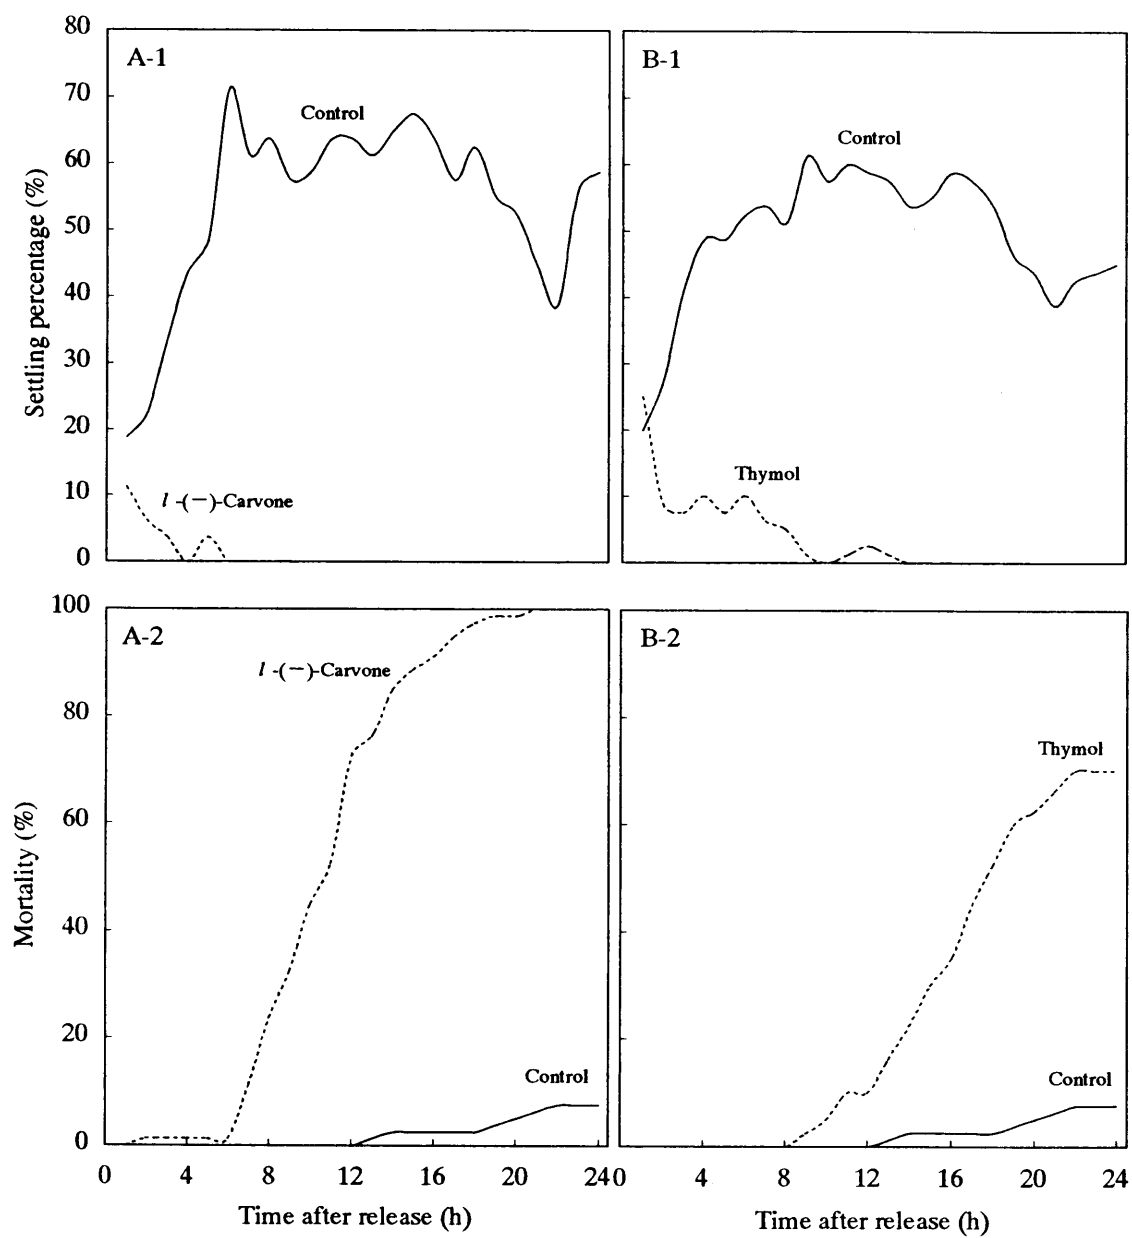 80
70
60
50
40
30
20
10
0
Settling percentage (%)
A-1
Control
l -(−)-Carvone
B-1
Control
Thymol
100
80
60
40
20
0
Mortality (%)
A-2
l -(−)-Carvone
Control
B-2
Thymol
Control
0 4 6 8 12 16 20 24 0 4 8 12 16 20 24
Time after release (h)
Time after release (h)